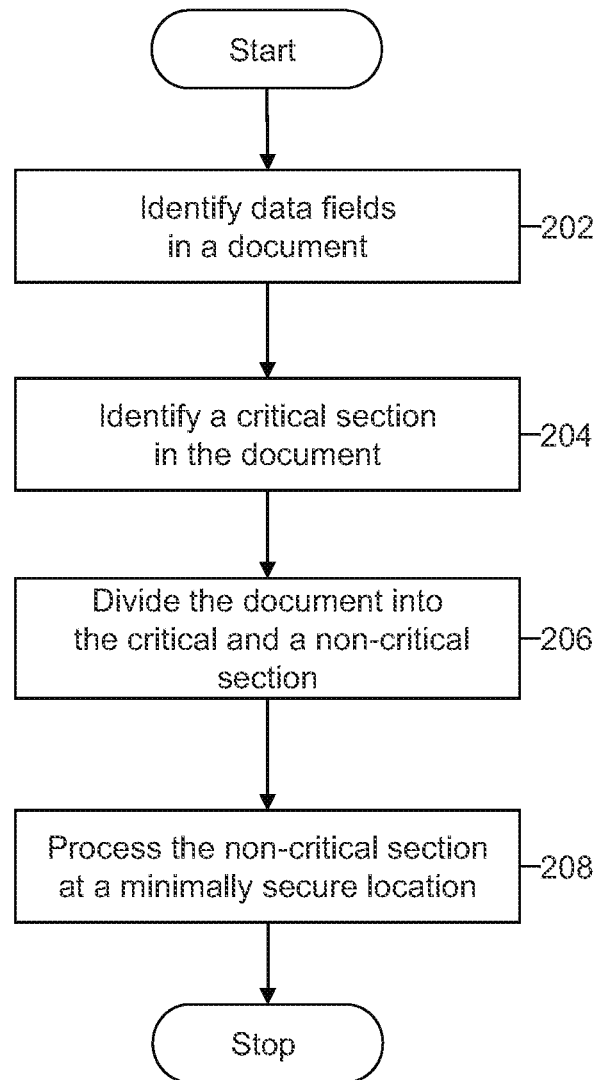 Start
Identify data fields
in a document
202
Identify a critical section
in the document
204
Divide the document into
the critical and a non-critical
section
206
Process the non-critical section
at a minimally secure location
208
Stop